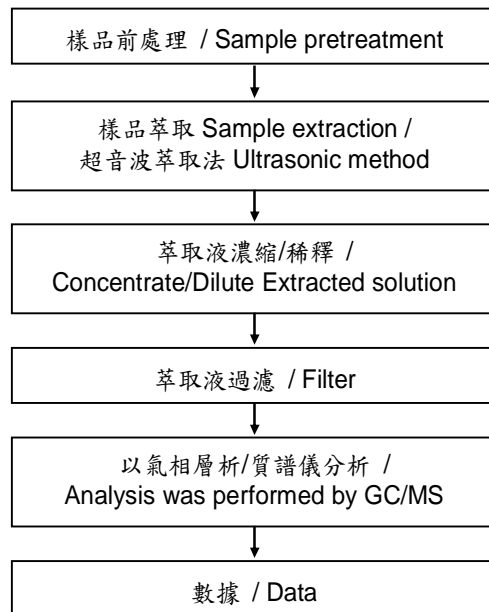 樣品前處理 / Sample pretreatment
樣品萃取 Sample extraction /
超音波萃取法 Ultrasonic method
萃取液濃縮/稀釋 /
Concentrate/Dilute Extracted solution
萃取液過濾 / Filter
以氣相層析/質譜儀分析 /
Analysis was performed by GC/MS
數據 / Data